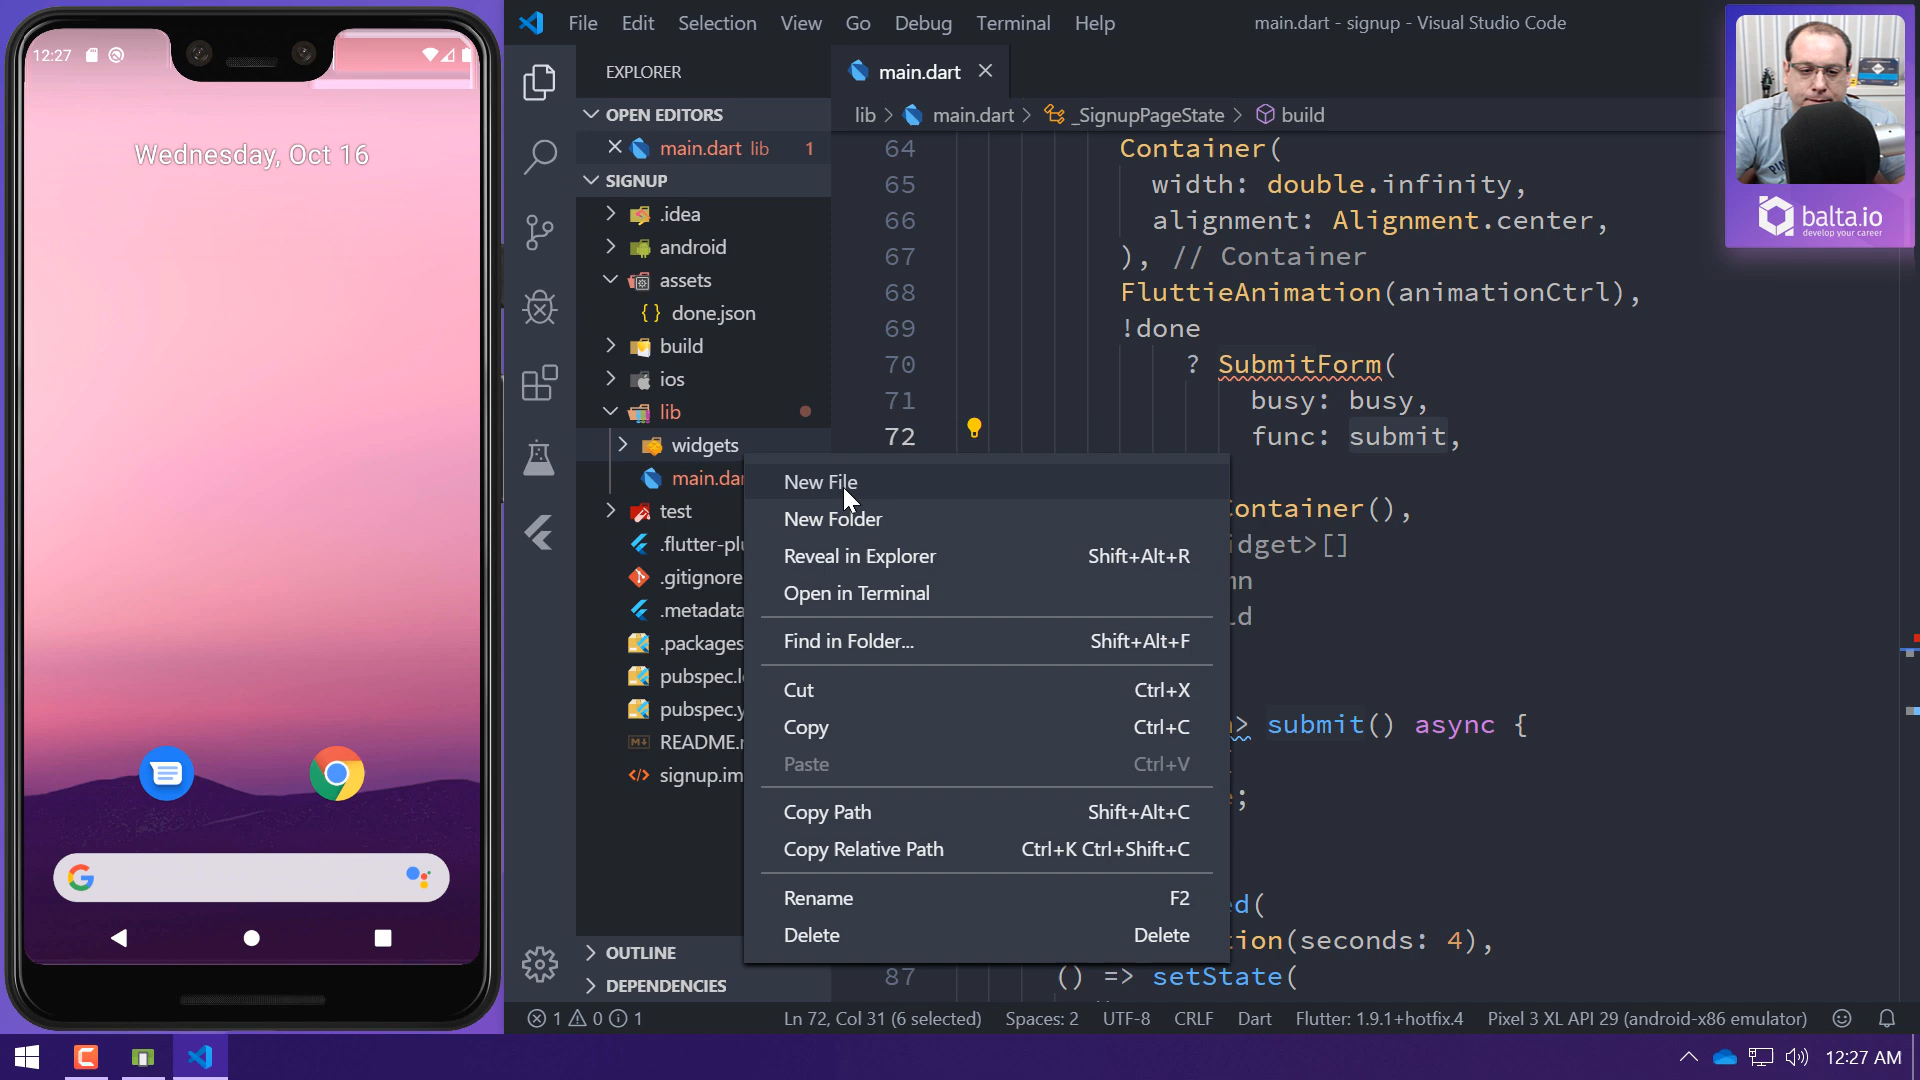 12:27
Wednesday, Oct 16
File Edit Selection View Go Debug Terminal Help
main.dart - signup - Visual Studio Code
EXPLORER
OPEN EDITORS
main.dart lib 1
SIGNUP
.idea
android
assets
{ } done.json
build
ios
lib
widgets
main.dar
test
.flutter-plu
.gitignore
.metadata
.packages
pubspec.l
pubspec.y
README.r
signup.im
OUTLINE
DEPENDENCIES
main.dart
lib > main.dart > _SignupPageState > build
64 Container(
65 width: double.infinity,
66 alignment: Alignment.center,
67 ), // Container
68 FluttieAnimation(animationCtrl),
69 !done
70 ? SubmitForm(
71 busy: busy,
72 func: submit,
ontainer(),
idget>[]
mn
ld
> submit() async {
;
ed(
tion(seconds: 4),
87 () => setState(
New File
New Folder
Reveal in Explorer Shift+Alt+R
Open in Terminal
Find in Folder... Shift+Alt+F
Cut Ctrl+X
Copy Ctrl+C
Paste Ctrl+V
Copy Path Shift+Alt+C
Copy Relative Path Ctrl+K Ctrl+Shift+C
Rename F2
Delete Delete
balta.io
develop your career
1 0 1
Ln 72, Col 31 (6 selected) Spaces: 2 UTF-8 CRLF Dart Flutter: 1.9.1+hotfix.4 Pixel 3 XL API 29 (android-x86 emulator)
12:27 AM